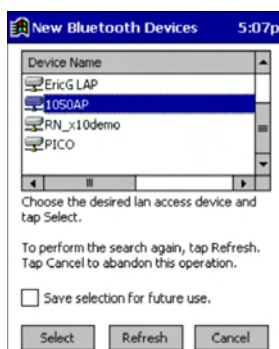 New Bluetooth Devices 5:07p
Device Name
EricG LAP
1050AP
RN_x10demo
PICO
Choose the desired lan access device and
tap Select.
To perform the search again, tap Refresh.
Tap Cancel to abandon this operation.
Save selection for future use.
Select Refresh Cancel